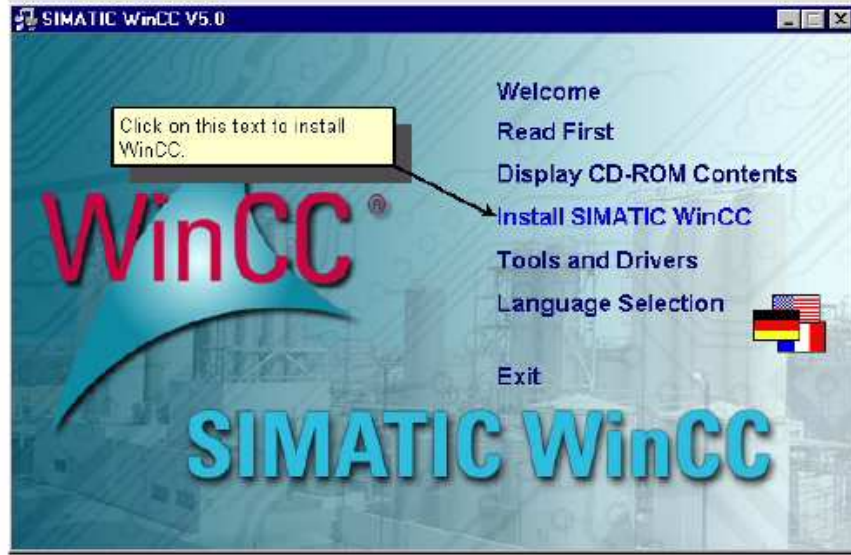 SIMATIC WinCC V5.0
Welcome
Click on this text to install
WinCC.
Read First
Display CD-ROM Contents
WinCC®
Install SIMATIC WinCC
Tools and Drivers
Language Selection
Exit
SIMATIC WinCC